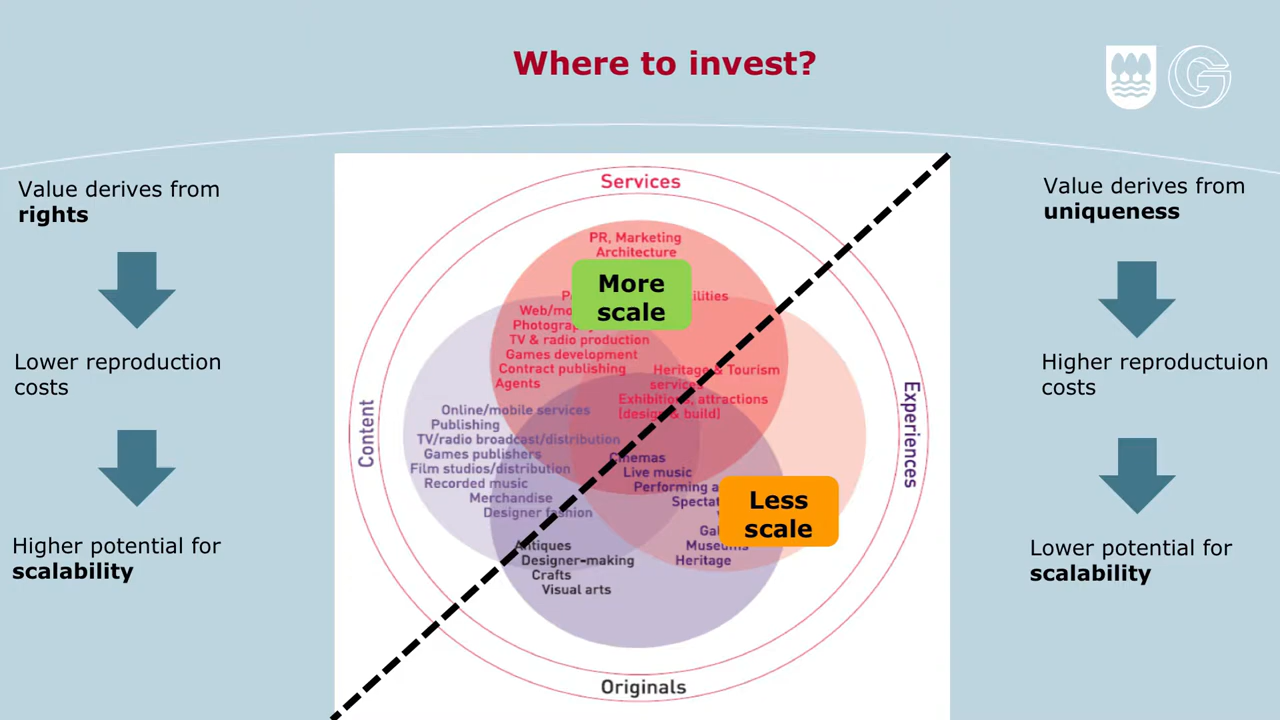 Where to invest?
Value derives from
rights
Lower reproduction
costs
Higher potential for
scalability
Services
PR, Marketing
Architecture
More
scale
Web/mo
Photography
TV & radio production
Games development
Contract publishing
Agents
Heritage & Tourism
services
Exhibitions, attractions
(design & build)
Content
Online/mobile services
Publishing
TV/radio broadcast/distribution
Games publishers
Film studios/distribution
Recorded music
Merchandise
Designer fashion
Experiences
Cinemas
Live music
Performing a
Spectat
Less
scale
Museums
Heritage
Antiques
Designer-making
Crafts
Visual arts
Originals
Value derives from
uniqueness
Higher reproductuion
costs
Lower potential for
scalability